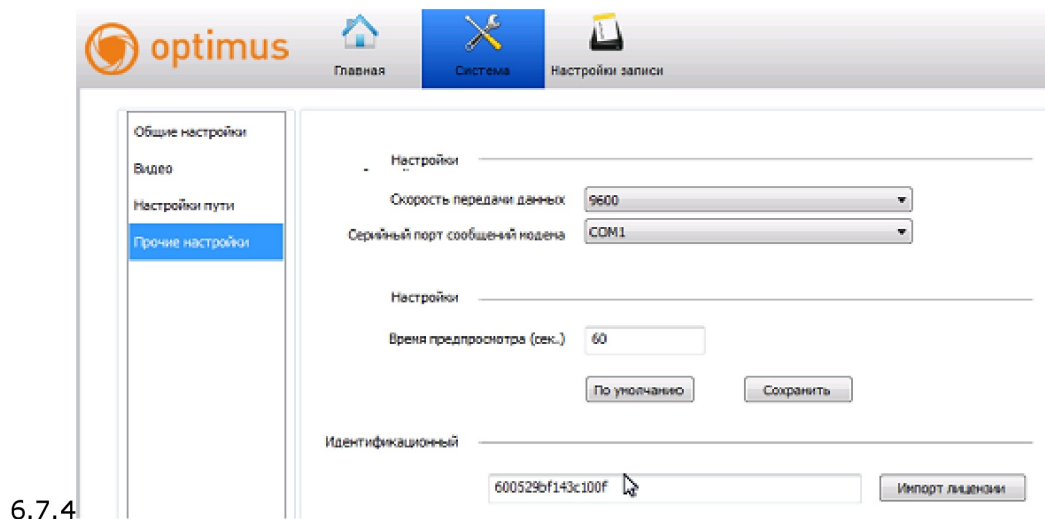 optimus
Главная
Система
Настройки записи
Общие настройки
Видео
Настройки пути
Прочие настройки
Настройки
Скорость передачи данных 9600
Серийный порт сообщений модема COM1
Настройки
Время предпросмотра (сек.) 60
По умолчанию Сохранить
Идентификационный
600529bf143c100f Импорт лицензии
6.7.4